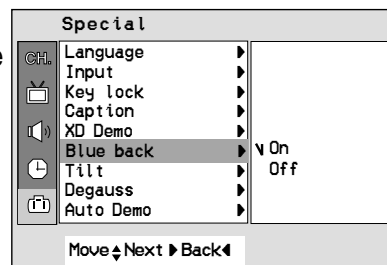 Special
e
CH.
Language
Input
Key lock
Caption
XD Demo
Blue back
On
Tilt
Off
Degauss
Auto Demo
Move Next Back